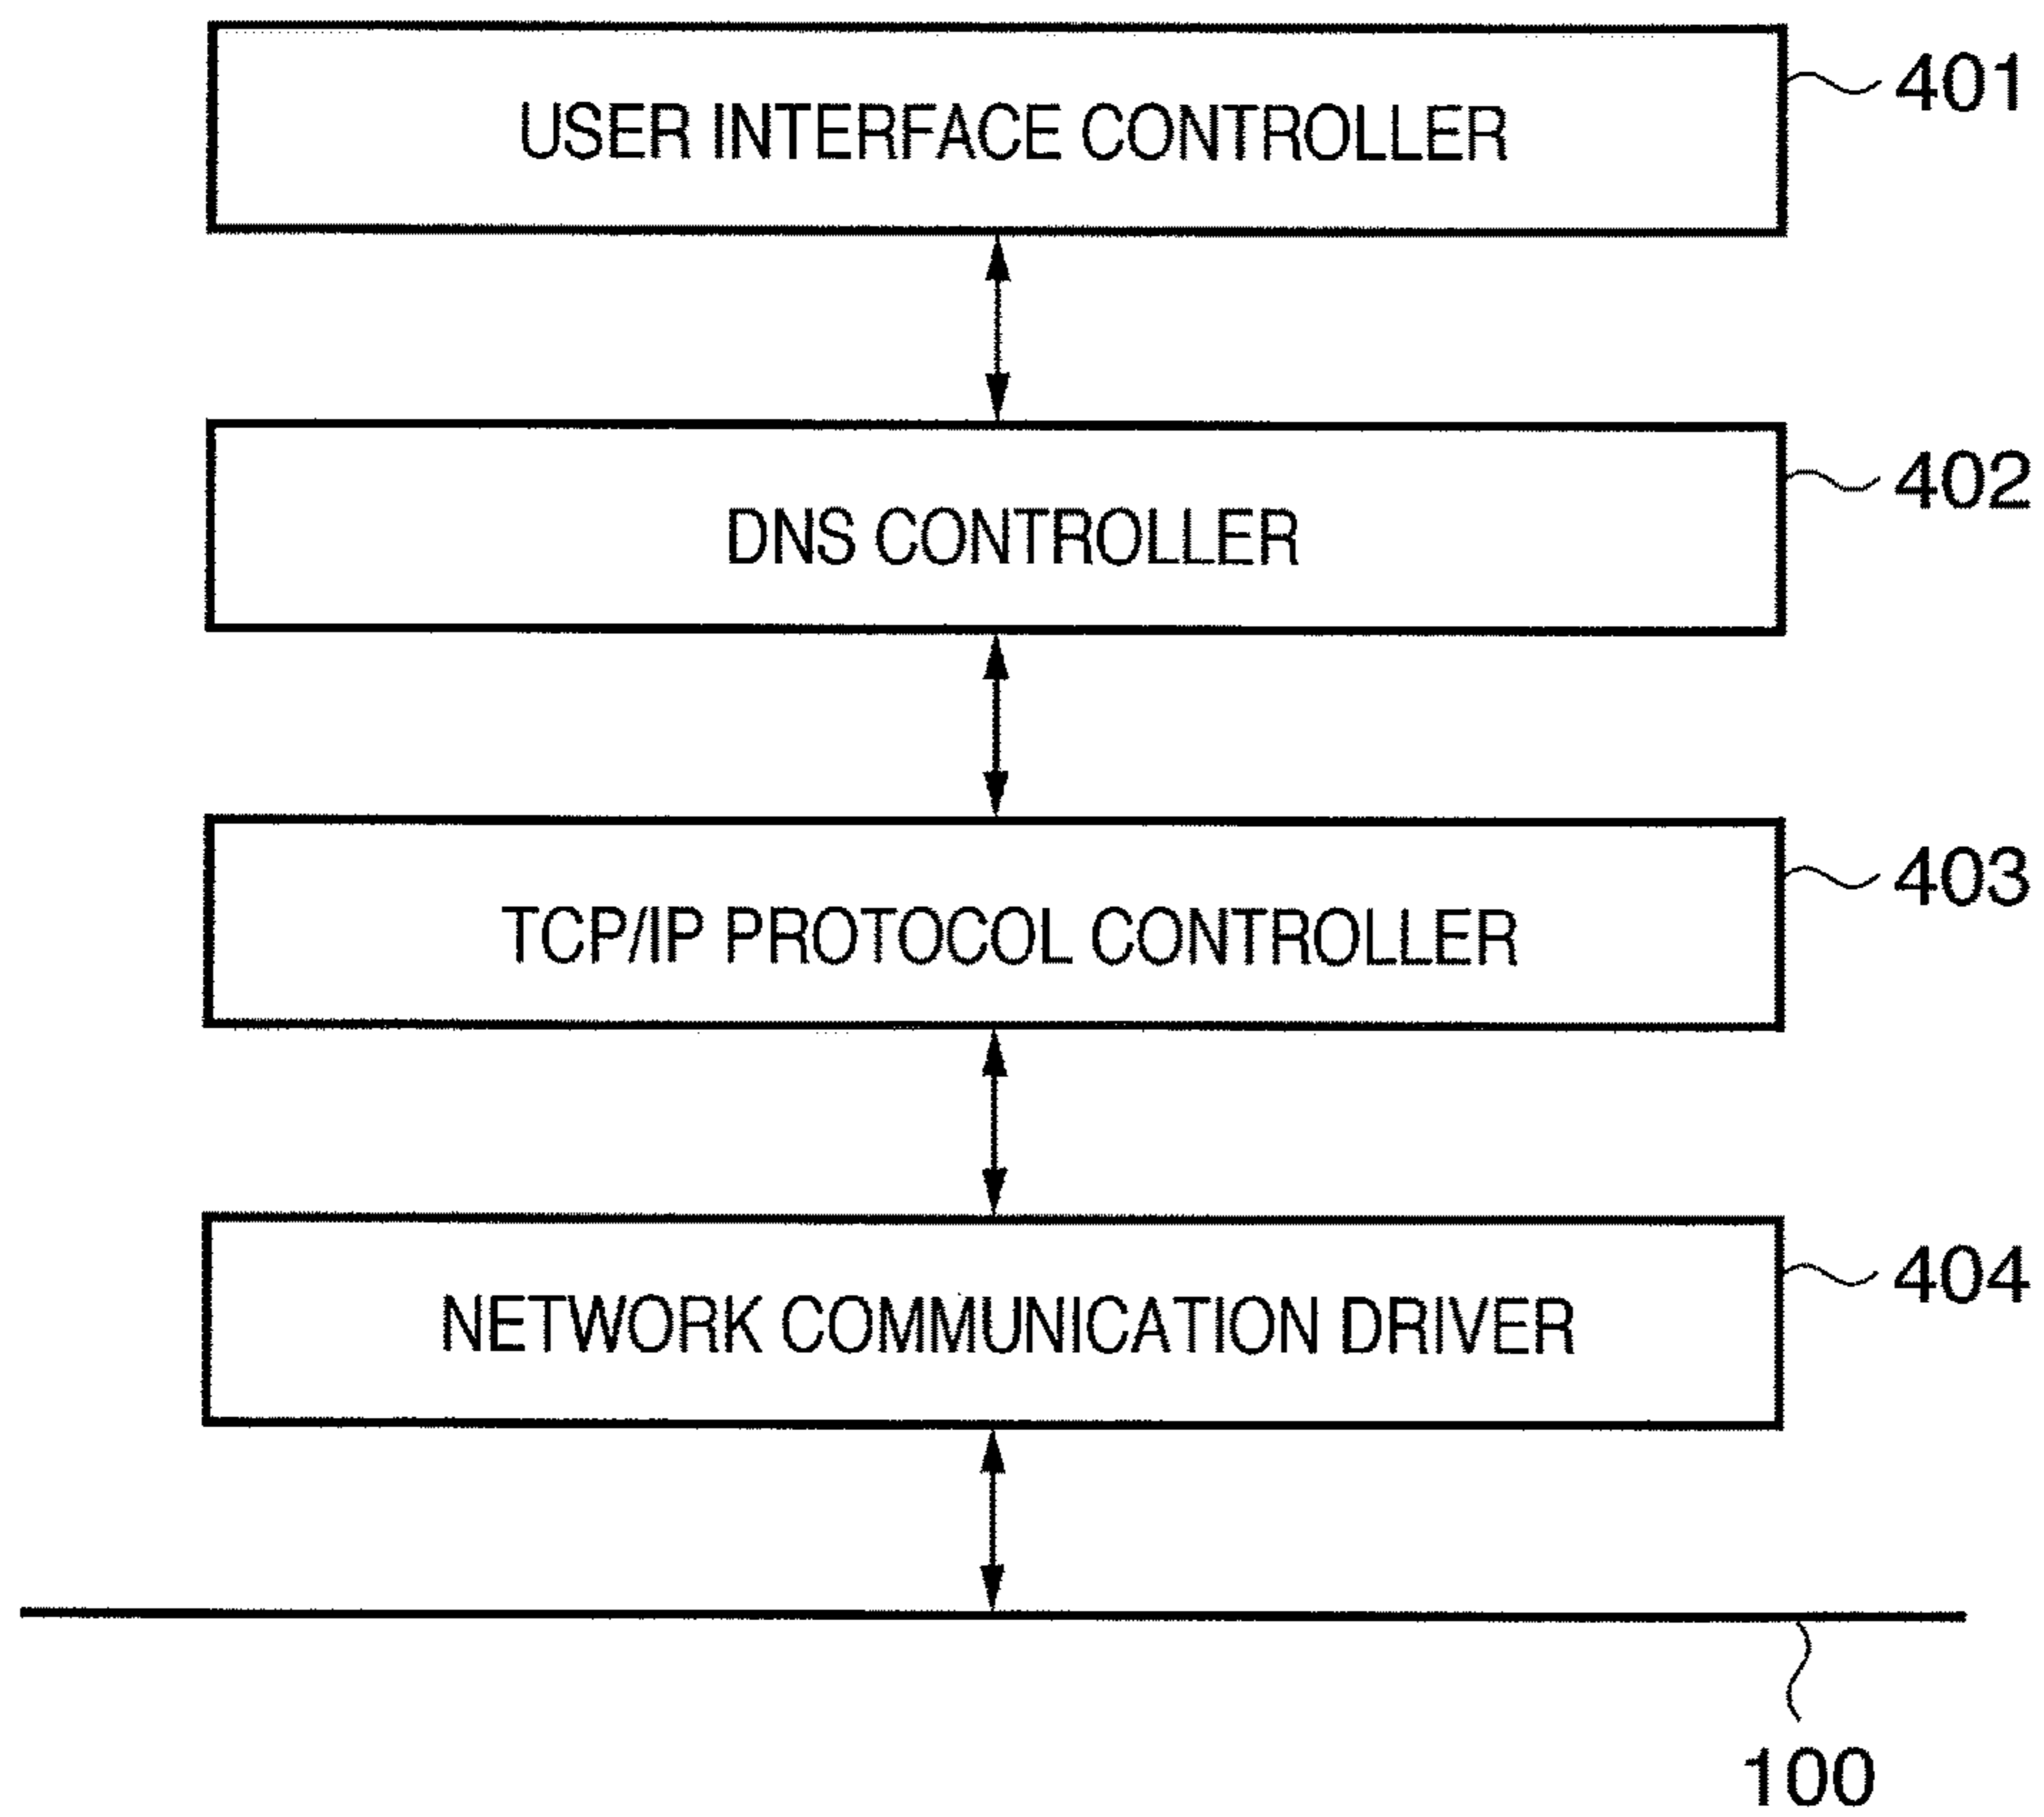 USER INTERFACE CONTROLLER
401
DNS CONTROLLER
402
TCP/IP PROTOCOL CONTROLLER
403
NETWORK COMMUNICATION DRIVER
404
100